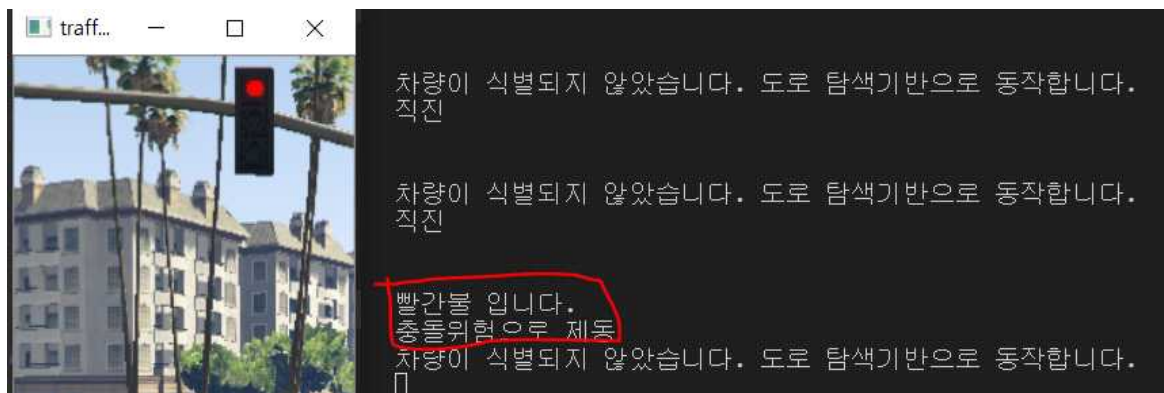 traff...
차량이 식별되지 않았습니다. 도로 탐색기반으로 동작합니다.
직진
차량이 식별되지 않았습니다. 도로 탐색기반으로 동작합니다.
직진
빨간불 입니다.
충돌위험으로 제동
차량이 식별되지 않았습니다. 도로 탐색기반으로 동작합니다.